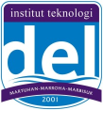 institut teknologi
del
MARTUHAN-MARROHA-MARBISUK
2001